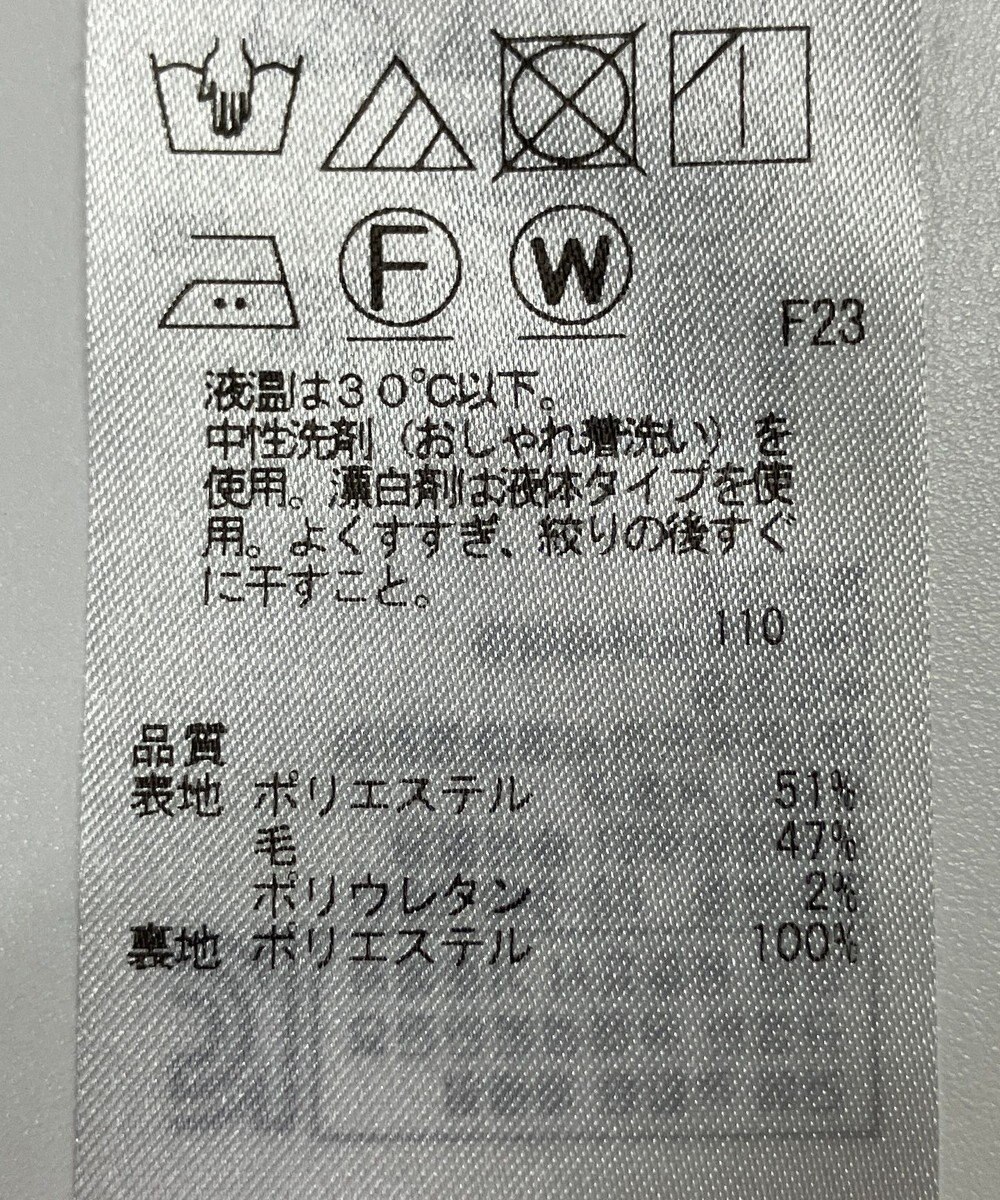 F W
F23
液温は30℃以下。
中性洗剤(おしゃれ着洗い)を
使用。漂白剤は液体タイプを使
用。よくすすぎ、絞りの後すぐ
に干すこと。
110
品質
表地 ポリエステル 51%
毛 47%
ポリウレタン 2%
裏地 ポリエステル 100%